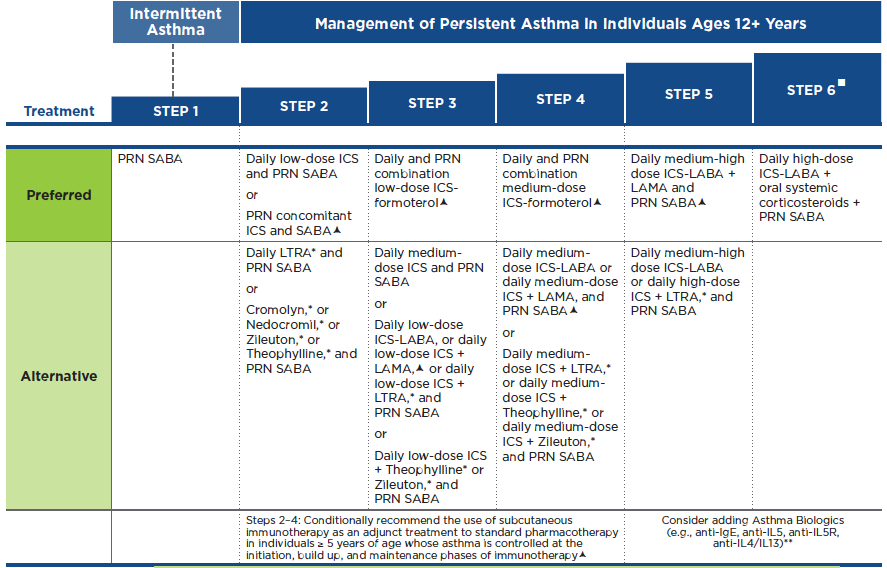 Intermittent
Asthma
Management of Persistent Asthma in Individuals Ages 12+ Years
Treatment
STEP 1
STEP 2
STEP 3
STEP 4
STEP 5
STEP 6■
Preferred
PRN SABA
Daily low-dose ICS
and PRN SABA
or
PRN concomitant
ICS and SABA▲
Daily and PRN
combination
low-dose ICS-
formoterol▲
Daily and PRN
combination
medium-dose
ICS-formoterol▲
Daily medium-high
dose ICS-LABA +
LAMA and
PRN SABA▲
Daily high-dose
ICS-LABA +
oral systemic
corticosteroids +
PRN SABA
Alternative
Daily LTRA* and
PRN SABA
or
Cromolyn,* or
Nedocromil,* or
Zileuton,* or
Theophylline,* and
PRN SABA
Daily medium-
dose ICS and PRN
SABA
or
Daily low-dose
ICS-LABA, or daily
low-dose ICS +
LAMA,▲ or daily
low-dose ICS +
LTRA,* and
PRN SABA
or
Daily low-dose ICS
+ Theophylline* or
Zileuton,* and
PRN SABA
Daily medium-
dose ICS-LABA or
daily medium-dose
ICS + LAMA, and
PRN SABA▲
or
Daily medium-
dose ICS + LTRA,*
or daily medium-
dose ICS +
Theophylline,* or
daily medium-dose
ICS + Zileuton,*
and PRN SABA
Daily medium-high
dose ICS-LABA
or daily high-dose
ICS + LTRA,* and
PRN SABA
Steps 2–4: Conditionally recommend the use of subcutaneous
immunotherapy as an adjunct treatment to standard pharmacotherapy
in individuals ≥ 5 years of age whose asthma is controlled at the
initiation, build up, and maintenance phases of immunotherapy▲
Consider adding Asthma Biologics
(e.g., anti-IgE, anti-IL5, anti-IL5R,
anti-IL4/IL13)**